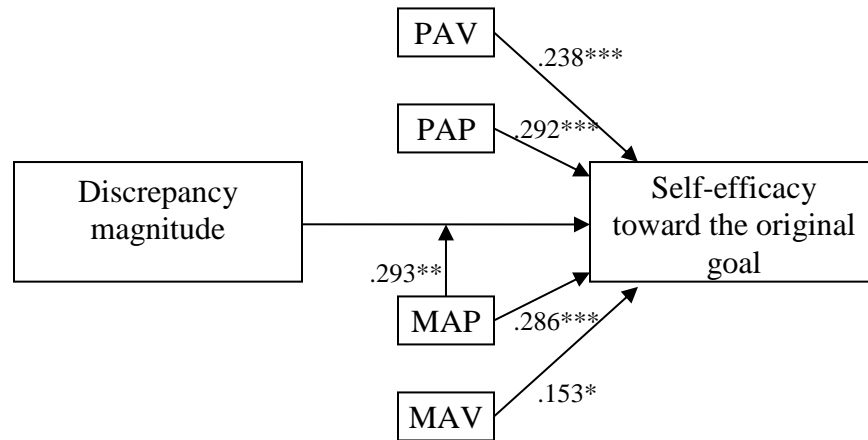 PAV
.238***
PAP
.292***
Discrepancy
magnitude
Self-efficacy
toward the original
goal
.293**
MAP
.286***
MAV
.153*